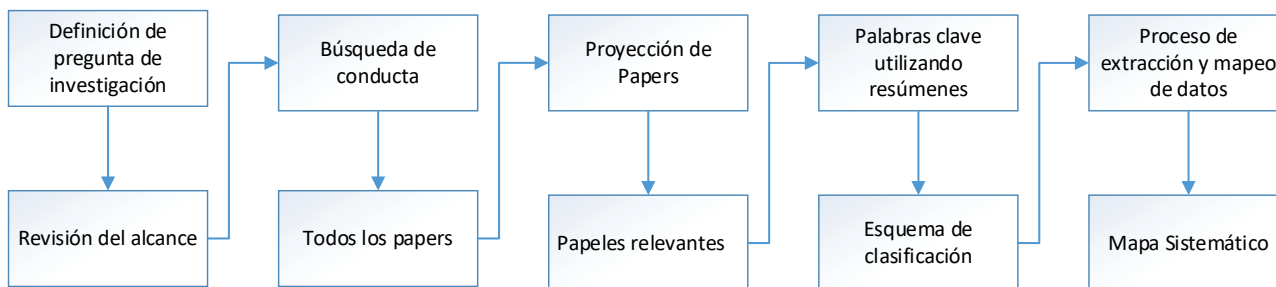 Definición de
pregunta de
investigación
Búsqueda de
conducta
Proyección de
Papers
Palabras clave
utilizando
resúmenes
Proceso de
extracción y mapeo
de datos
Revisión del alcance
Todos los papers
Papeles relevantes
Esquema de
clasificación
Mapa Sistemático